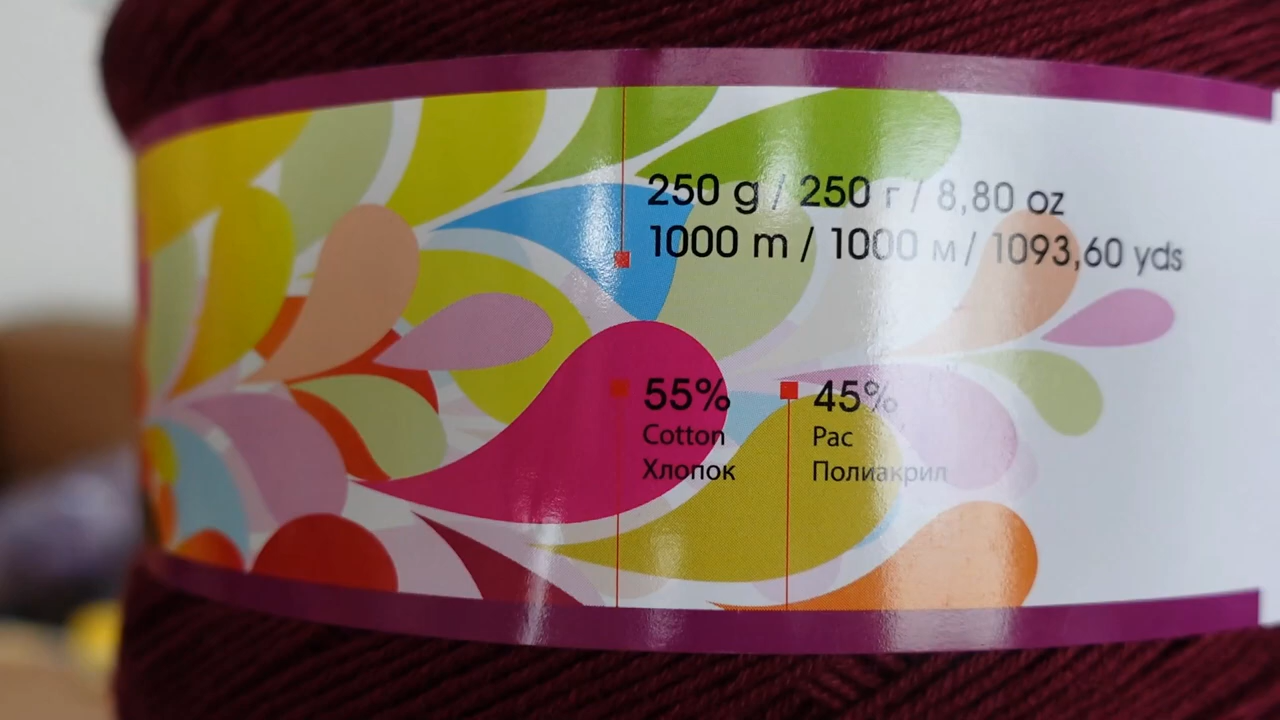 250 g / 250 г / 8,80 oz
1000 m / 1000 м / 1093,60 yds
55%
Cotton
Хлопок
45%
Pac
Полиакрил